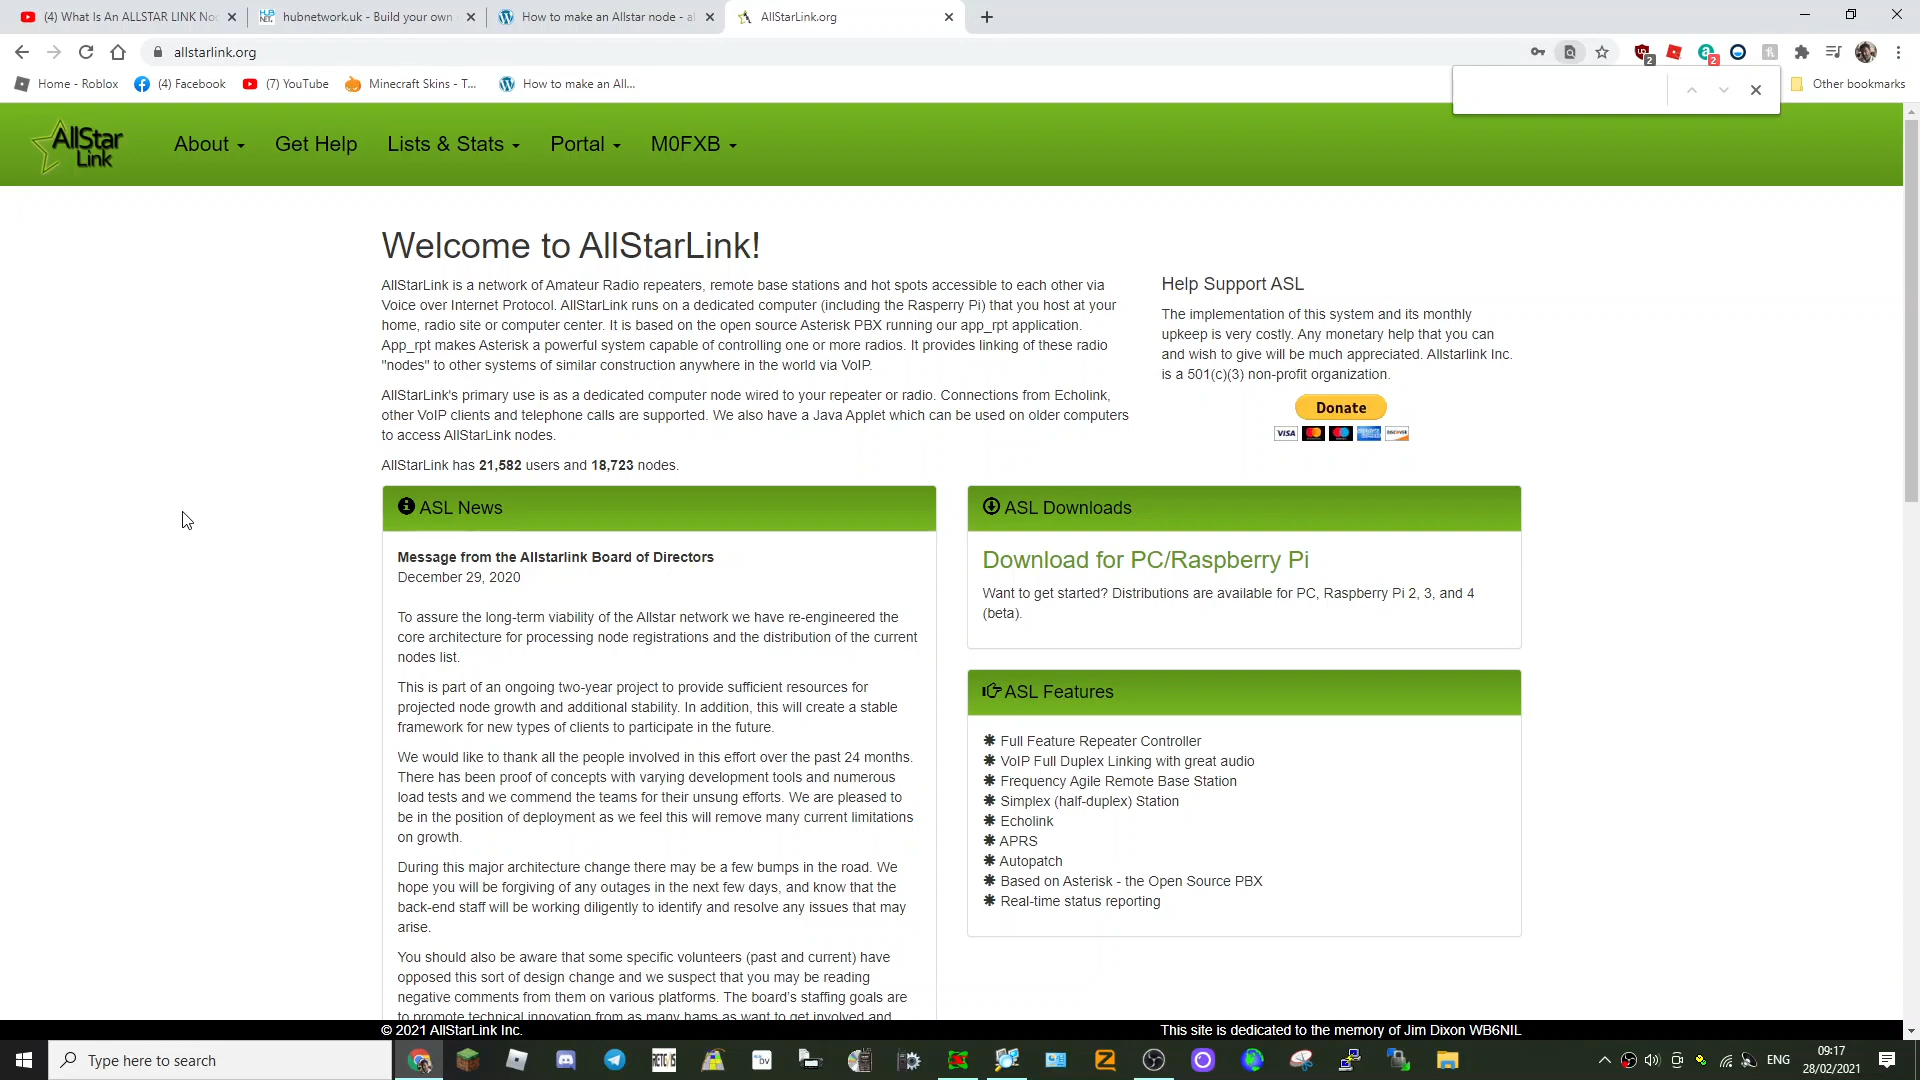 (4) What Is An ALLSTAR LINK No
hubnetwork.uk - Build your own
How to make an Allstar node - al
AllStarLink.org
allstarlink.org
2
2
Home - Roblox
(4) Facebook
(7) YouTube
Minecraft Skins - T...
How to make an All...
Other bookmarks
AllStar
Link
About
Get Help
Lists & Stats
Portal
M0FXB
Welcome to AllStarLink!
AllStarLink is a network of Amateur Radio repeaters, remote base stations and hot spots accessible to each other via
Voice over Internet Protocol. AllStarLink runs on a dedicated computer (including the Rasperry Pi) that you host at your
home, radio site or computer center. It is based on the open source Asterisk PBX running our app_rpt application.
App_rpt makes Asterisk a powerful system capable of controlling one or more radios. It provides linking of these radio
"nodes" to other systems of similar construction anywhere in the world via VoIP.
AllStarLink's primary use is as a dedicated computer node wired to your repeater or radio. Connections from Echolink,
other VoIP clients and telephone calls are supported. We also have a Java Applet which can be used on older computers
to access AllStarLink nodes.
AllStarLink has 21,582 users and 18,723 nodes.
Help Support ASL
The implementation of this system and its monthly
upkeep is very costly. Any monetary help that you can
and wish to give will be much appreciated. Allstarlink Inc.
is a 501(c)(3) non-profit organization.
Donate
VISA
ASL News
Message from the Allstarlink Board of Directors
December 29, 2020
To assure the long-term viability of the Allstar network we have re-engineered the
core architecture for processing node registrations and the distribution of the current
nodes list.
This is part of an ongoing two-year project to provide sufficient resources for
projected node growth and additional stability. In addition, this will create a stable
framework for new types of clients to participate in the future.
We would like to thank all the people involved in this effort over the past 24 months.
There has been proof of concepts with varying development tools and numerous
load tests and we commend the teams for their unsung efforts. We are pleased to
be in the position of deployment as we feel this will remove many current limitations
on growth.
During this major architecture change there may be a few bumps in the road. We
hope you will be forgiving of any outages in the next few days, and know that the
back-end staff will be working diligently to identify and resolve any issues that may
arise.
You should also be aware that some specific volunteers (past and current) have
opposed this sort of design change and we suspect that you may be reading
negative comments from them on various platforms. The board's staffing goals are
to promote technical innovation from as many hams as want to get involved and
ASL Downloads
Download for PC/Raspberry Pi
Want to get started? Distributions are available for PC, Raspberry Pi 2, 3, and 4
(beta).
ASL Features
Full Feature Repeater Controller
VoIP Full Duplex Linking with great audio
Frequency Agile Remote Base Station
Simplex (half-duplex) Station
Echolink
APRS
Autopatch
Based on Asterisk - the Open Source PBX
Real-time status reporting
© 2021 AllStarLink Inc.
This site is dedicated to the memory of Jim Dixon WB6NIL
Type here to search
ENG
09:17
28/02/2021